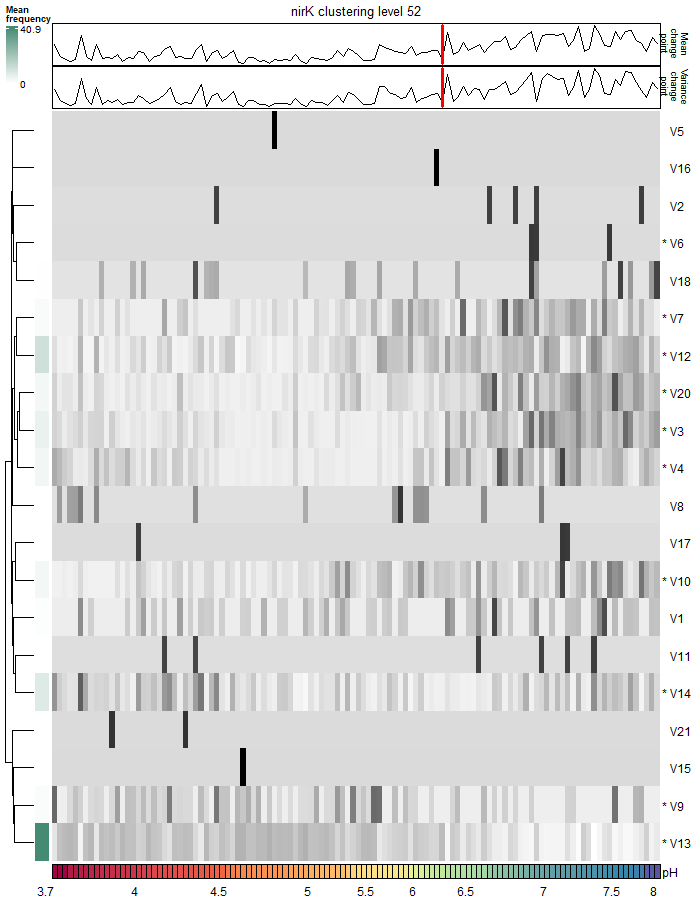 Mean
frequency
40.9
0
nirK clustering level 52
Mean
change
point
Variance
change
point
V5
V16
V2
* V6
V18
* V7
* V12
* V20
* V3
* V4
V8
V17
* V10
V1
V11
* V14
V21
V15
* V9
* V13
pH
3.7 4 4.5 5 5.5 6 6.5 7 7.5 8